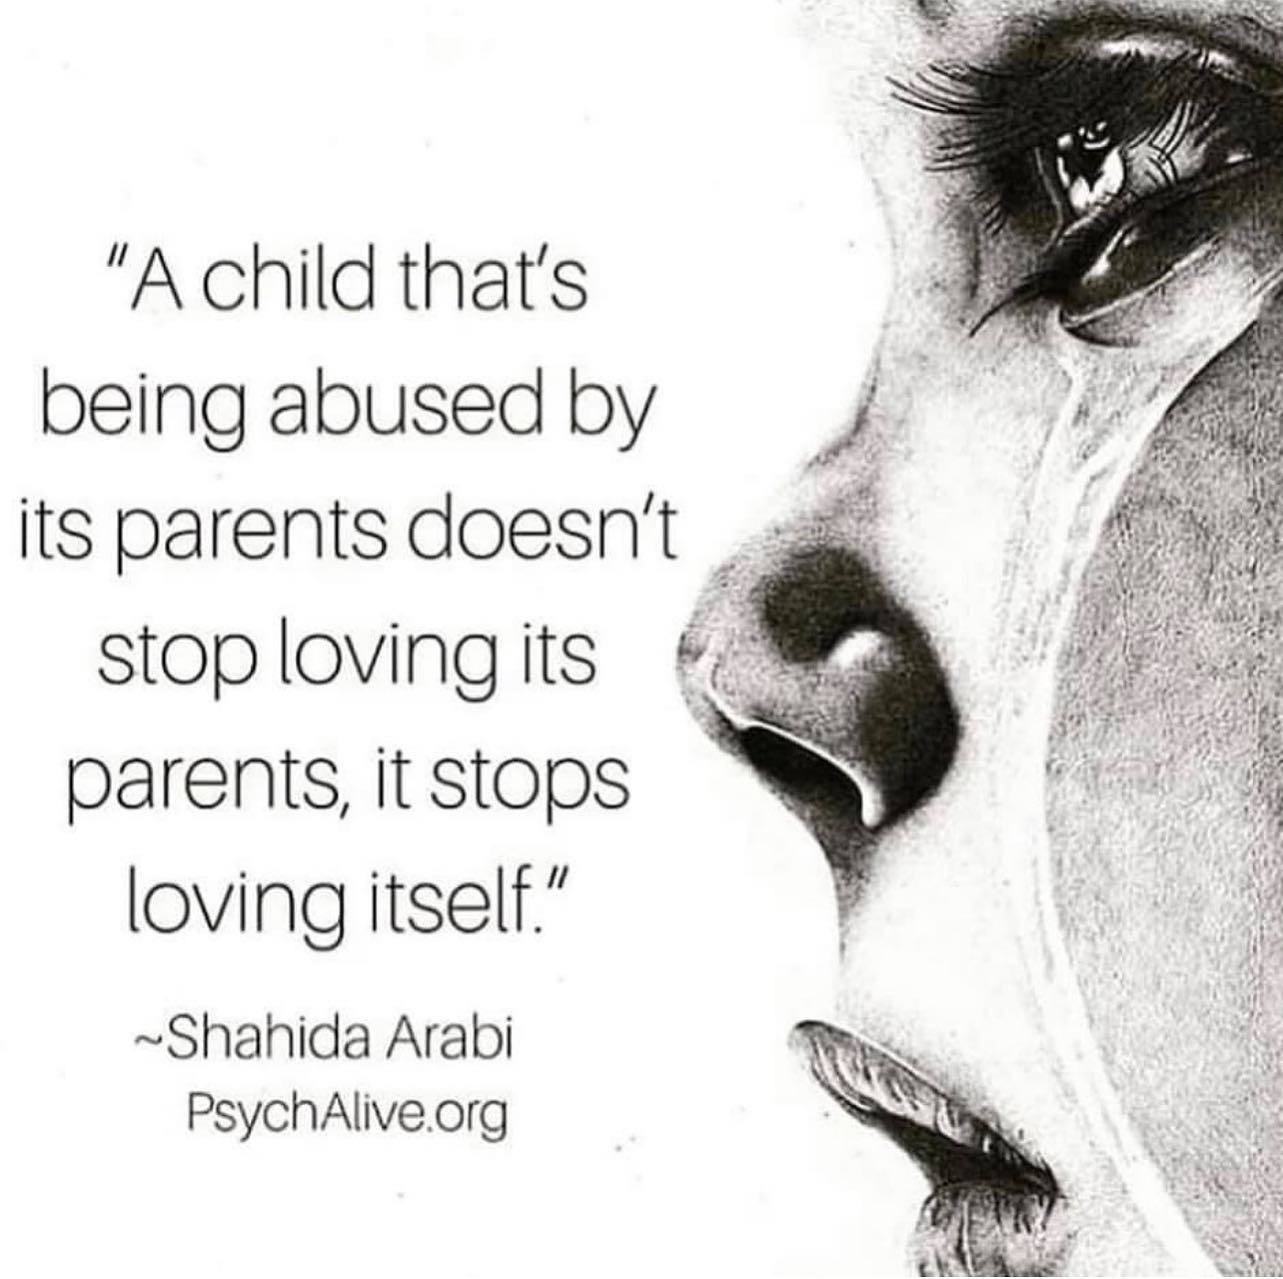 "A child that's
being abused by
its parents doesn't
stop loving its
parents, it stops
loving itself."
~Shahida Arabi
PsychAlive.org